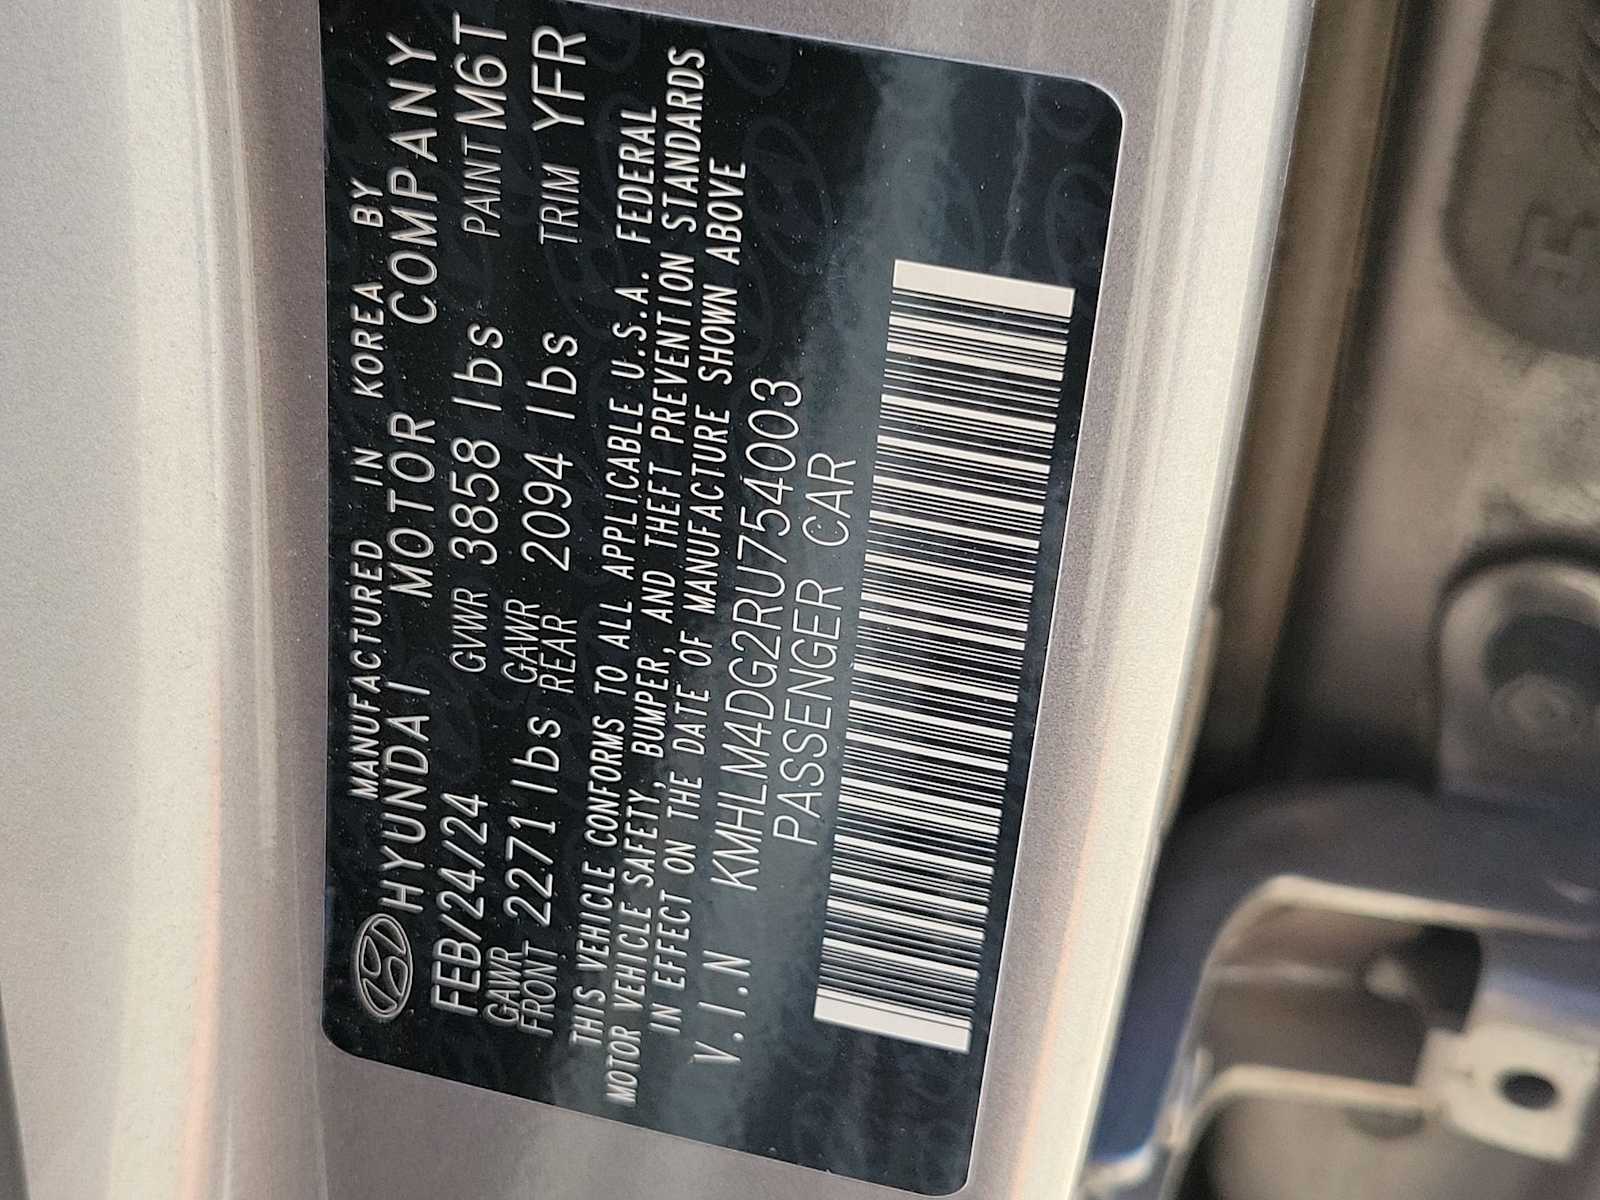 MANUFACTURED IN KOREA BY
HYUNDAI MOTOR COMPANY
FEB/24/24 GVWR 3858 lbs PAINT M6T
GAWR FRONT 2271 lbs GAWR REAR 2094 lbs TRIM YFR
THIS VEHICLE CONFORMS TO ALL APPLICABLE U.S.A. FEDERAL
MOTOR VEHICLE SAFETY, BUMPER, AND THEFT PREVENTION STANDARDS
IN EFFECT ON THE DATE OF MANUFACTURE SHOWN ABOVE
V.I.N KMHLM4DG2RU754003
PASSENGER CAR